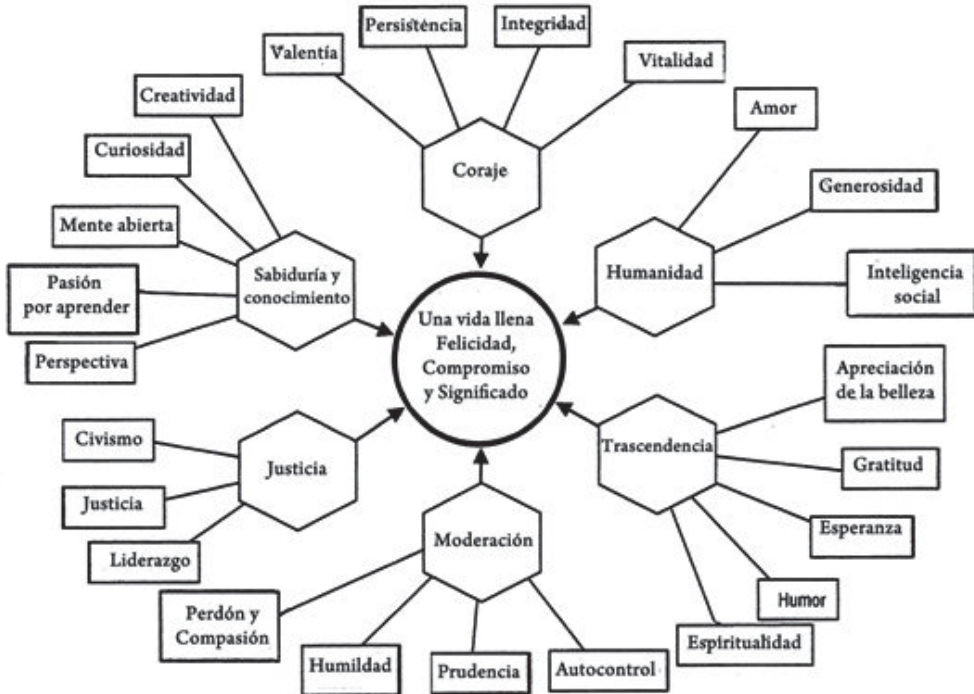 Persisténcia
Integridad
Valentía
Vitalidad
Coraje
Creatividad
Curiosidad
Mente abierta
Pasión
por aprender
Perspectiva
Sabiduría y
conocimiento
Amor
Generosidad
Inteligencia
social
Humanidad
Una vida llena
Felicidad,
Compromiso
y Significado
Civismo
Justicia
Liderazgo
Justicia
Moderación
Perdón y
Compasión
Humildad
Prudencia
Autocontrol
Trascendencia
Apreciación
de la belleza
Gratitud
Esperanza
Humor
Espiritualidad